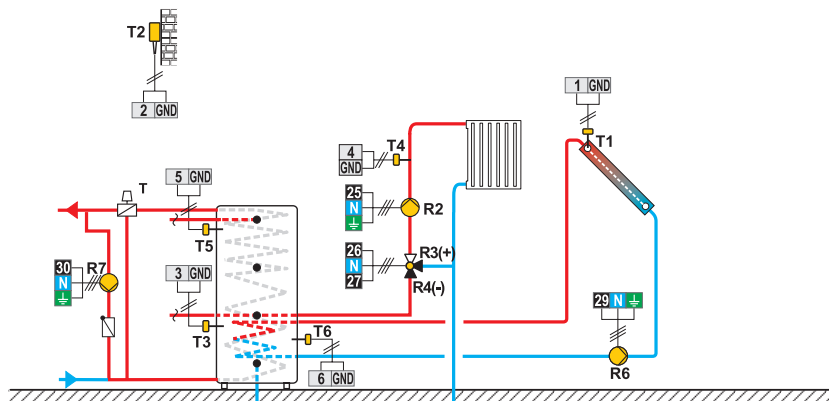 T2
2 GND
1 GND
T1
4
GND
T4
5 GND
T
25
N
R2
T5
26
N
27
R3(+)
R4(-)
30
N
R7
3 GND
T3
T6
6 GND
29 N
R6